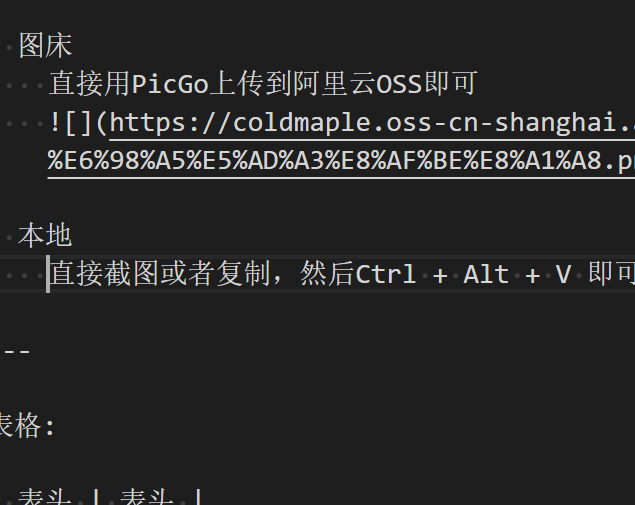 图床
直接用PicGo上传到阿里云OSS即可
![](https://coldmaple.oss-cn-shanghai.
%E6%98%A5%E5%AD%A3%E8%AF%BE%E8%A1%A8.p
本地
直接截图或者复制，然后Ctrl + Alt + V 即可
--
表格:
表头 | 表头 |